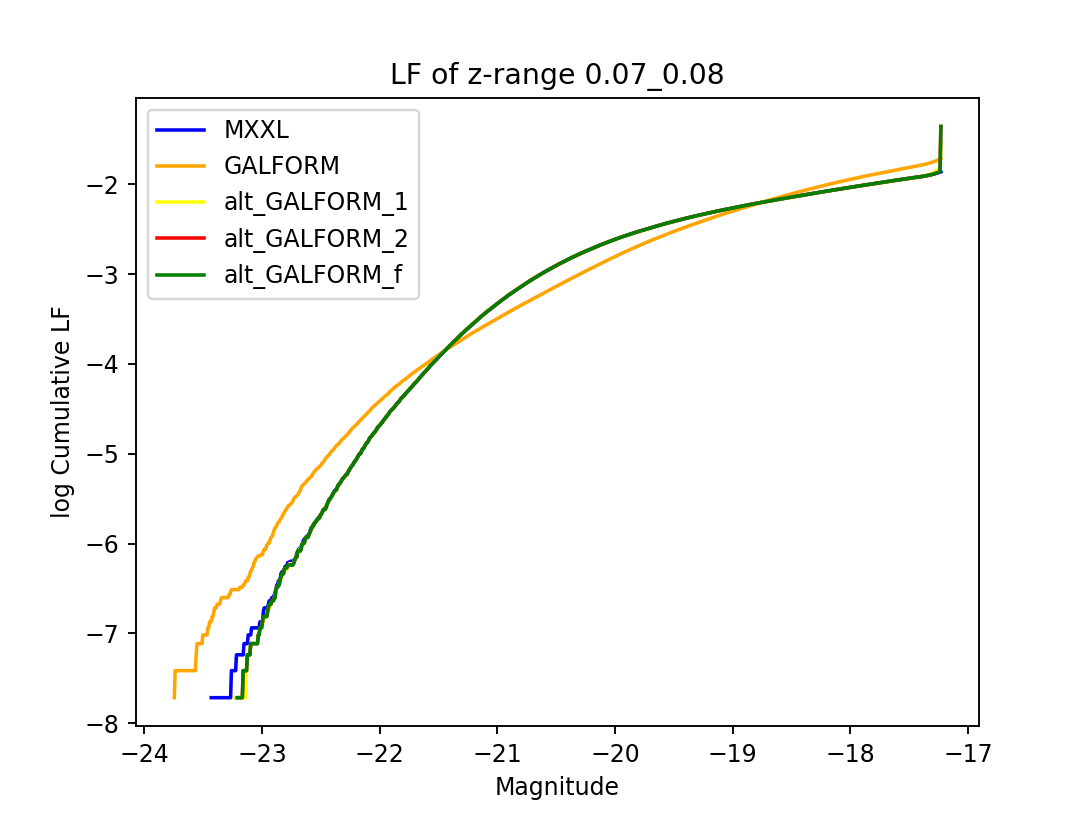 LF of z-range 0.07_0.08
MXXL
GALFORM
alt_GALFORM_1
alt_GALFORM_2
alt_GALFORM_f
log Cumulative LF
−2
−3
−4
−5
−6
−7
−8
−24 −23 −22 −21 −20 −19 −18 −17
Magnitude